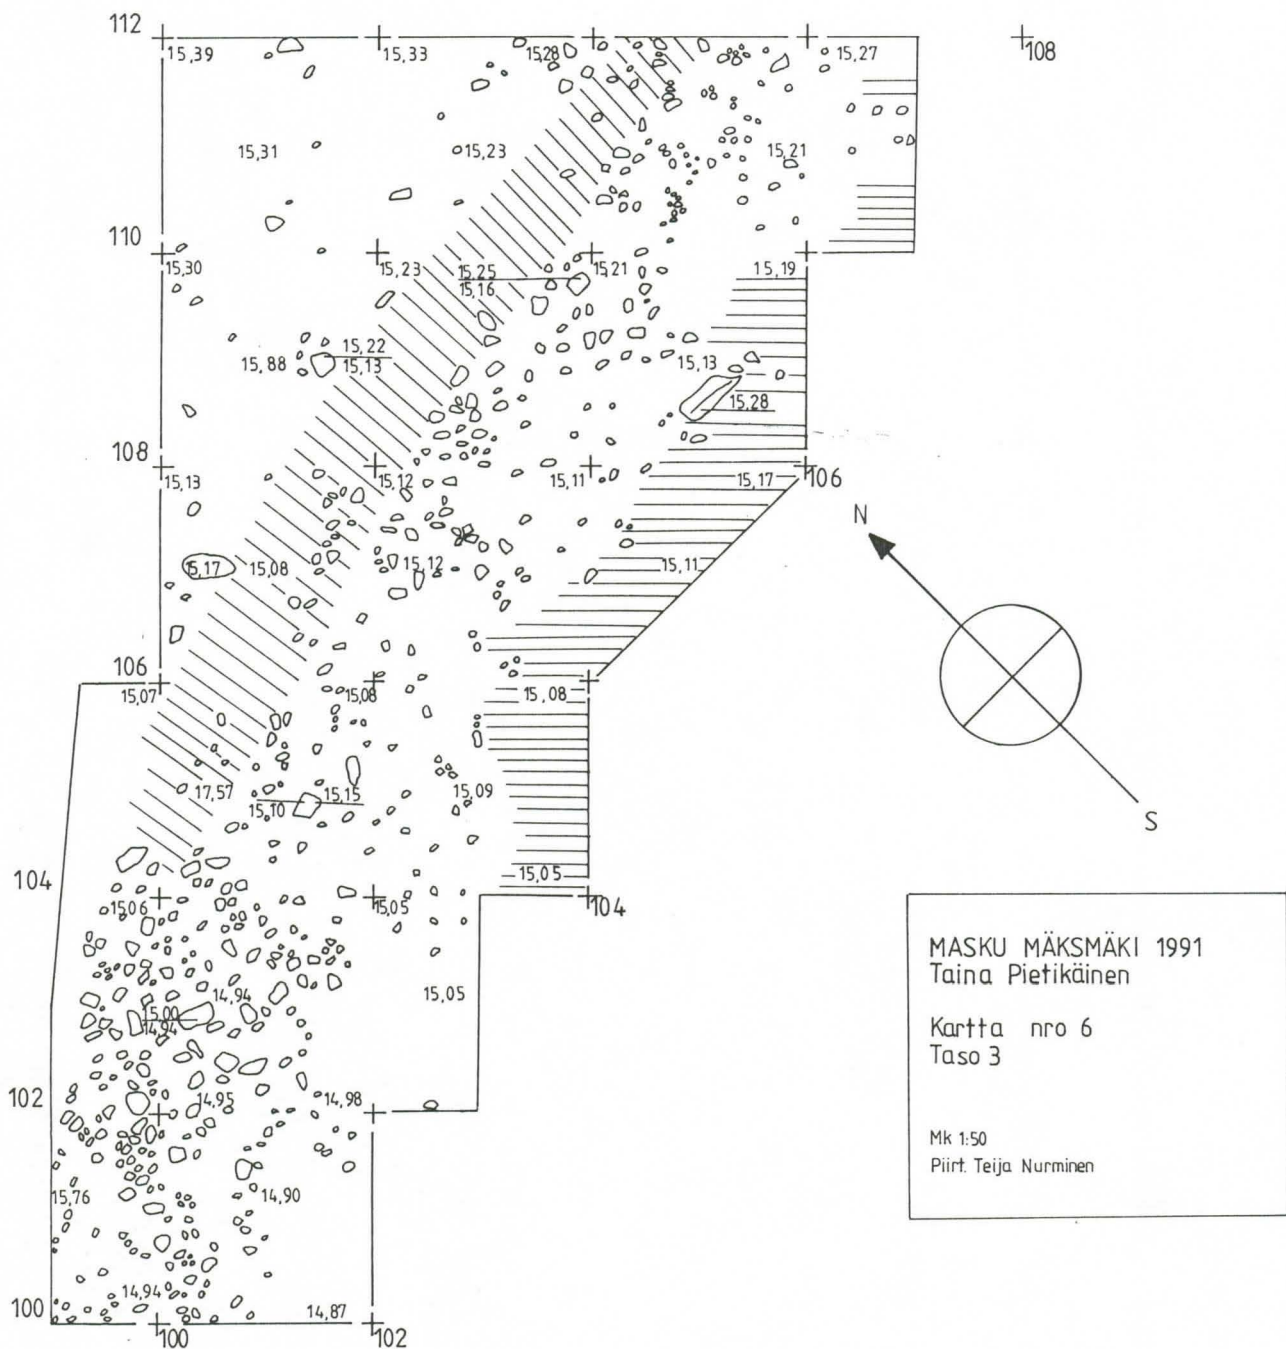 112
15,39 15,33 15,28 15,27 108
15,31 15,23 15,21
110
15,30 15,23 15,25 15,21 15,19
15,16
15,22
15,88 15,13 15,13
15,28
108
15,13 15,12 15,11 15,17 106
N
15,17 15,08 15,12 15,11
106
15,07 15,08 15,08
17,57 15,10 15,15 15,09
S
104
15,05
15,06 15,05 104
MASKU MÄKSMÄKI 1991
Taina Pietikäinen
Kartta nro 6
Taso 3
14,94 15,05
15,00
14,94
102
14,95 14,98
Mk 1:50
Piirt. Teija Nurminen
15,76 14,90
14,94
100 14,87
100 102